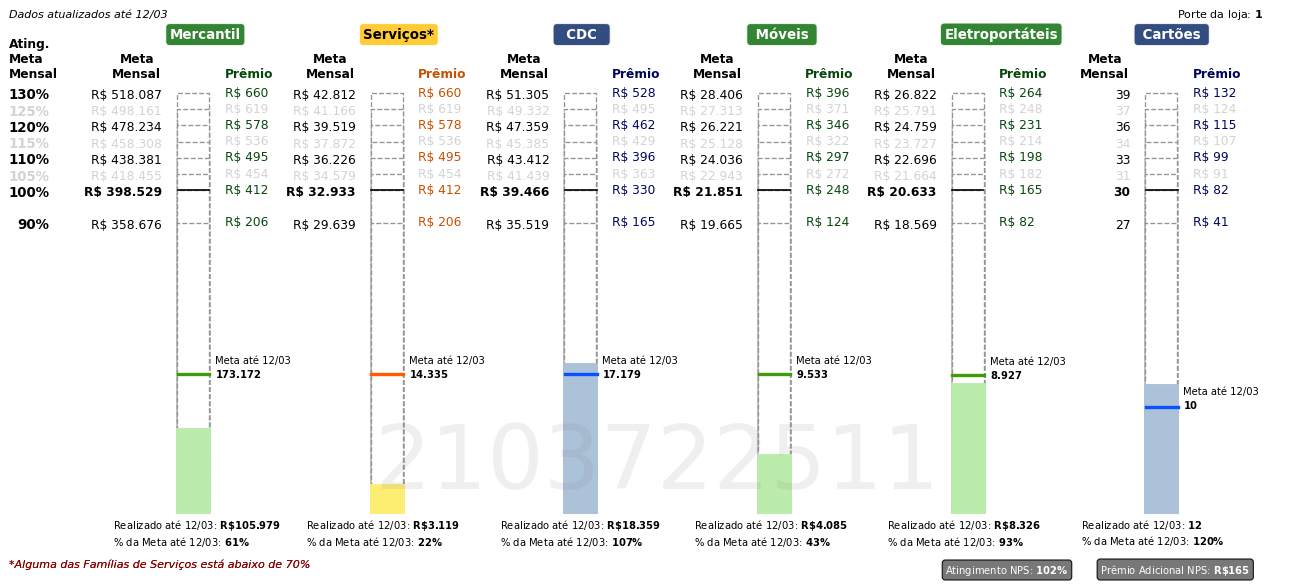 Dados atualizados até 12/03
Porte da loja: 1
Mercantil Serviços* CDC Móveis Eletroportáteis Cartões
Ating. Meta Mensal
Meta Mensal Prêmio Meta Mensal Prêmio Meta Mensal Prêmio Meta Mensal Prêmio Meta Mensal Prêmio Meta Mensal Prêmio
130% R$ 518.087 R$ 660 R$ 42.812 R$ 660 R$ 51.305 R$ 528 R$ 28.406 R$ 396 R$ 26.822 R$ 264 39 R$ 132
125% R$ 498.161 R$ 619 R$ 41.166 R$ 619 R$ 49.332 R$ 495 R$ 27.313 R$ 371 R$ 25.791 R$ 248 37 R$ 124
120% R$ 478.234 R$ 578 R$ 39.519 R$ 578 R$ 47.359 R$ 462 R$ 26.221 R$ 346 R$ 24.759 R$ 231 36 R$ 115
115% R$ 458.308 R$ 536 R$ 37.872 R$ 536 R$ 45.385 R$ 429 R$ 25.128 R$ 322 R$ 23.727 R$ 214 34 R$ 107
110% R$ 438.381 R$ 495 R$ 36.226 R$ 495 R$ 43.412 R$ 396 R$ 24.036 R$ 297 R$ 22.696 R$ 198 33 R$ 99
105% R$ 418.455 R$ 454 R$ 34.579 R$ 454 R$ 41.439 R$ 363 R$ 22.943 R$ 272 R$ 21.664 R$ 182 31 R$ 91
100% R$ 398.529 R$ 412 R$ 32.933 R$ 412 R$ 39.466 R$ 330 R$ 21.851 R$ 248 R$ 20.633 R$ 165 30 R$ 82
90% R$ 358.676 R$ 206 R$ 29.639 R$ 206 R$ 35.519 R$ 165 R$ 19.665 R$ 124 R$ 18.569 R$ 82 27 R$ 41
Meta até 12/03 Meta até 12/03 Meta até 12/03 Meta até 12/03 Meta até 12/03
173.172 14.335 17.179 9.533 8.927
Meta até 12/03
10
2103722511
Realizado até 12/03: R$105.979 Realizado até 12/03: R$3.119 Realizado até 12/03: R$18.359 Realizado até 12/03: R$4.085 Realizado até 12/03: R$8.326 Realizado até 12/03: 12
% da Meta até 12/03: 61% % da Meta até 12/03: 22% % da Meta até 12/03: 107% % da Meta até 12/03: 43% % da Meta até 12/03: 93% % da Meta até 12/03: 120%
*Alguma das Famílias de Serviços está abaixo de 70%
Atingimento NPS: 102% Prêmio Adicional NPS: R$165